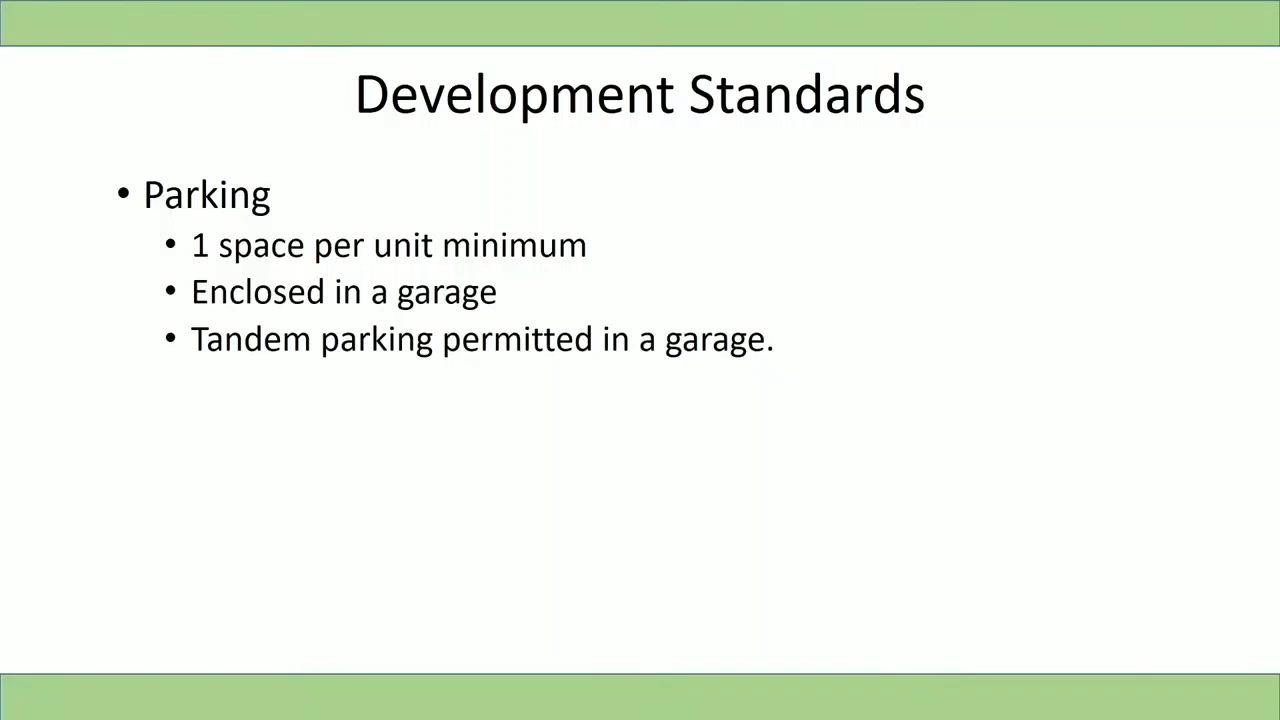 Development Standards
• Parking
• 1 space per unit minimum
• Enclosed in a garage
• Tandem parking permitted in a garage.